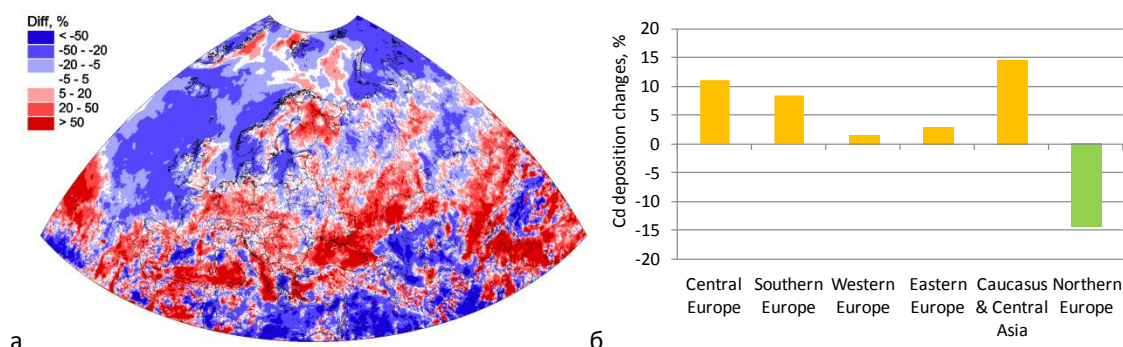 Diff, %
< -50
-50 - -20
-20 - -5
-5 - 5
5 - 20
20 - 50
> 50
а
Cd deposition changes, %
20
15
10
5
0
-5
-10
-15
-20
Central Europe
Southern Europe
Western Europe
Eastern Europe
Caucasus & Central Asia
Northern Europe
б